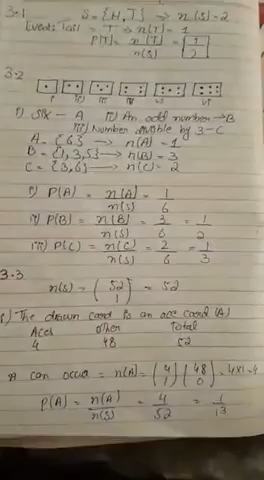 3.1 S = {H, T} ⇒ n(S) = 2
Event: Tail = T ⇒ n(T) = 1
P(T) = n(T) / n(S) = 1/2
3.2
i ii iii iv v vi
i) Six – A ii) An odd number → B
iii) Number divisible by 3 – C
A = {6} → n(A) = 1
B = {1, 3, 5} → n(B) = 3
C = {3, 6} → n(C) = 2
i) P(A) = n(A) / n(S) = 1/6
ii) P(B) = n(B) / n(S) = 3/6 = 1/2
iii) P(C) = n(C) / n(S) = 2/6 = 1/3
3.3
n(S) = (52 1) = 52
i) The drawn card is an ace card (A)
Aces Other Total
4 48 52
A can occur = n(A) = (4 1) (48 0) = 4×1 = 4
P(A) = n(A) / n(S) = 4/52 = 1/13